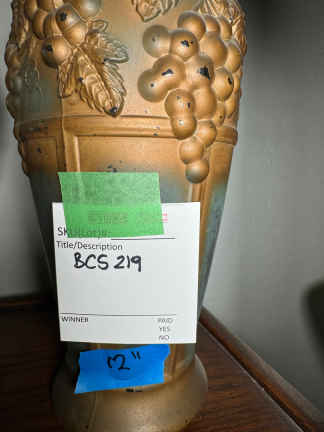 SKU/Lot)#:
Title/Description
BCS 219
WINNER
PAID
YES
NO
12"